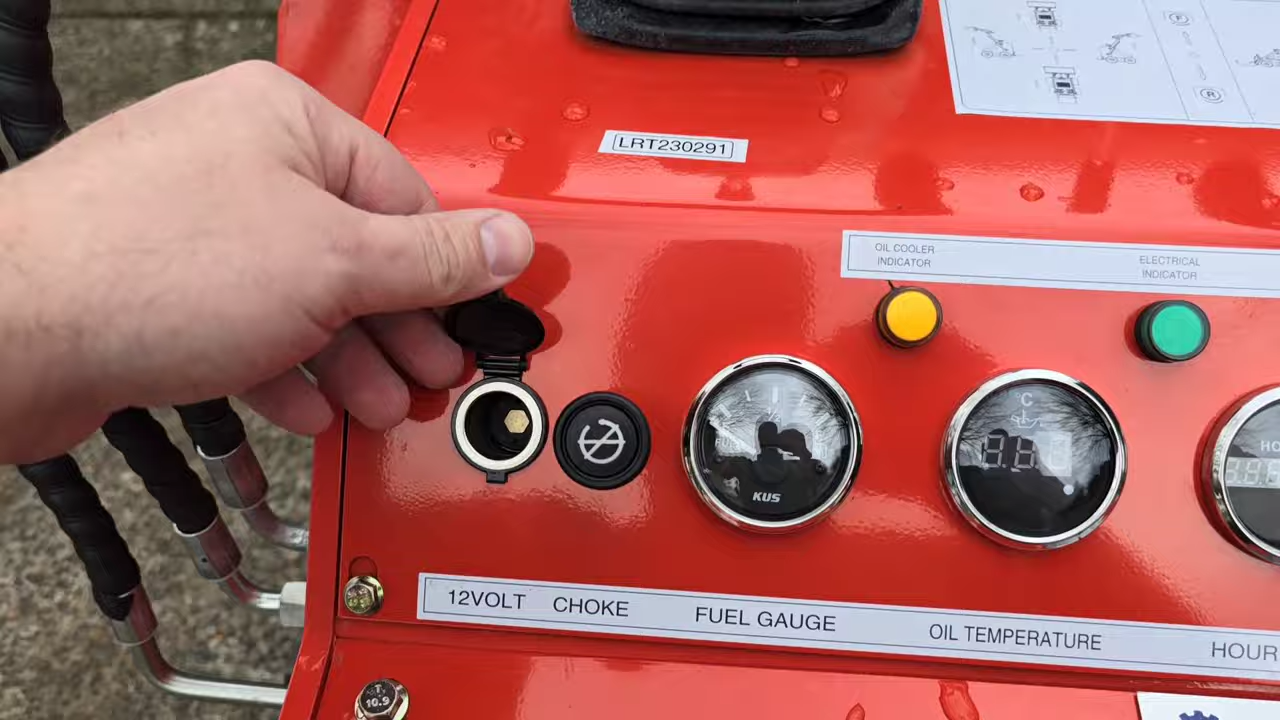 F
R
LRT230291
OIL COOLER
INDICATOR
ELECTRICAL
INDICATOR
°C
KUS
12VOLT CHOKE FUEL GAUGE OIL TEMPERATURE HOUR
10.9